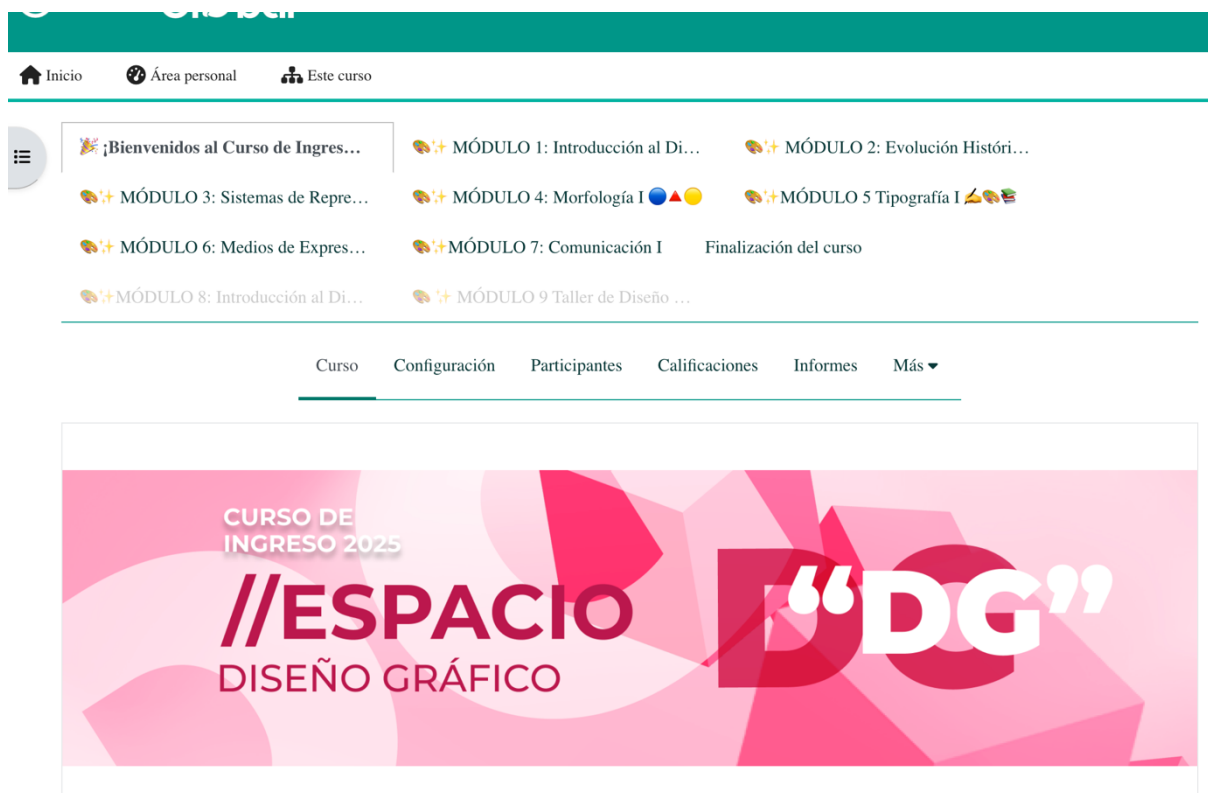 Inicio Área personal Este curso
🎉 ¡Bienvenidos al Curso de Ingres… 🎨✨ MÓDULO 1: Introducción al Di… 🎨✨ MÓDULO 2: Evolución Históri…
🎨✨ MÓDULO 3: Sistemas de Repre… 🎨✨ MÓDULO 4: Morfología I 🔵🔺🟡 🎨✨MÓDULO 5 Tipografía I ✍️🎨📚
🎨✨ MÓDULO 6: Medios de Expres… 🎨✨MÓDULO 7: Comunicación I Finalización del curso
🎨✨MÓDULO 8: Introducción al Di… 🎨✨ MÓDULO 9 Taller de Diseño …
Curso Configuración Participantes Calificaciones Informes Más
CURSO DE
INGRESO 2025
//ESPACIO
DISEÑO GRÁFICO
DG
“DG”